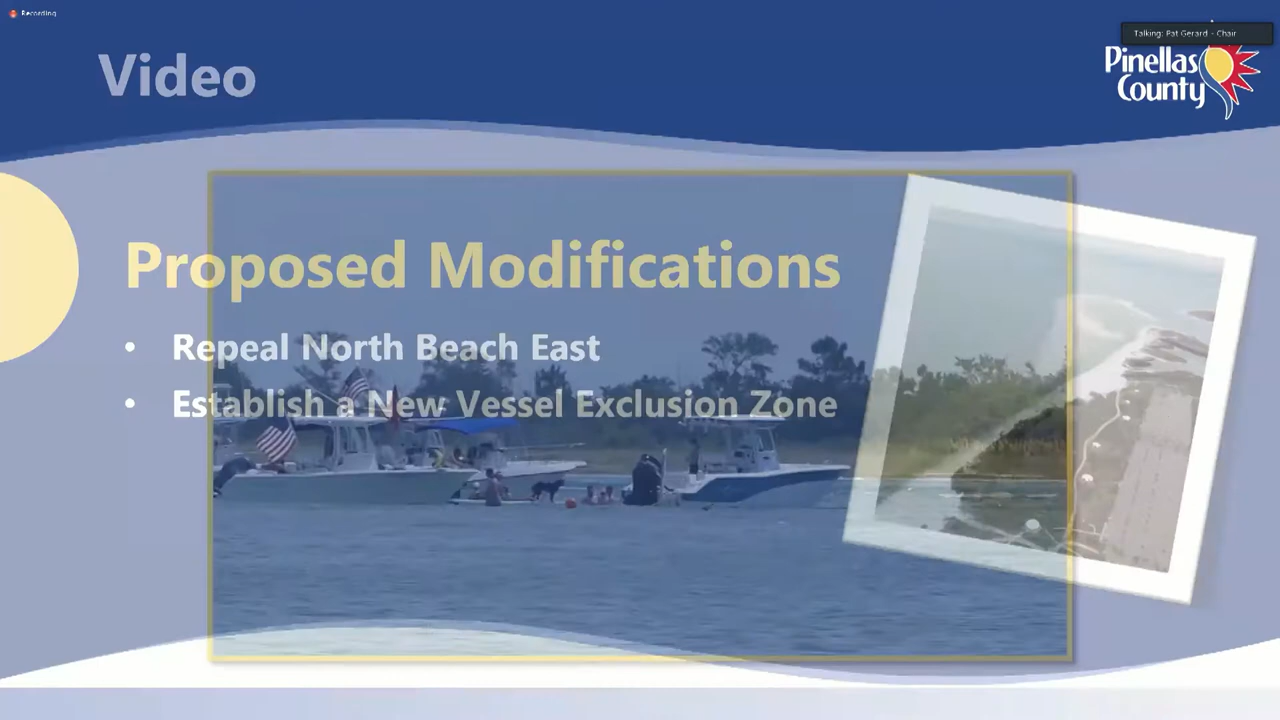 Recording
Talking: Pat Gerard - Chair
Video
Pinellas
County
Proposed Modifications
• Repeal North Beach East
• Establish a New Vessel Exclusion Zone